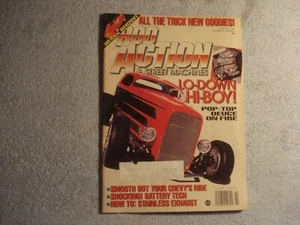 ALL THE TRICK NEW GOODIES!
ROD
ACTION
& STREET MACHINES
LO-DOWN
HI-BOY!
POP-TOP
DEUCE
ON FIRE
SMOOTH OUT YOUR CHEVY'S RIDE
SHOCKING! BATTERY TECH
HOW TO: STAINLESS EXHAUST